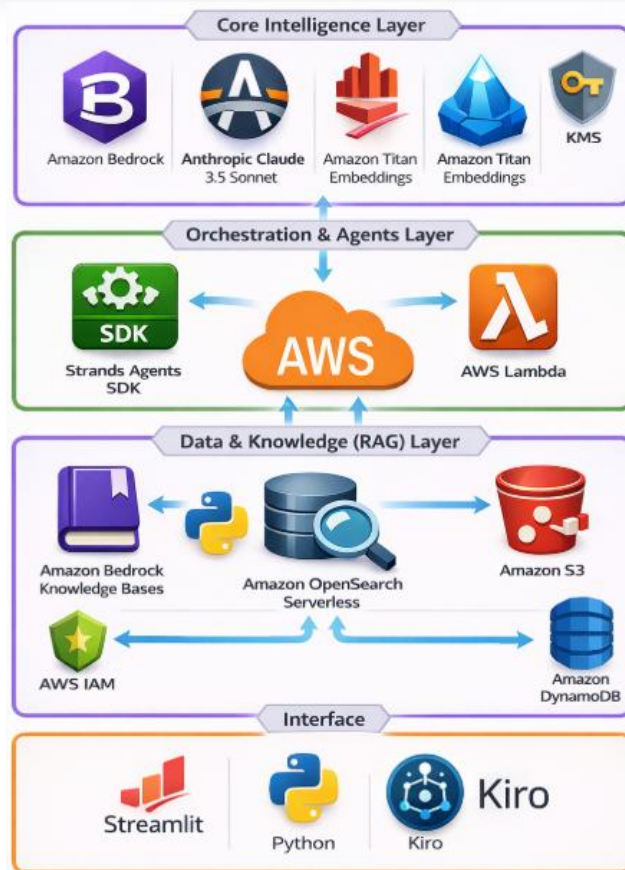 Core Intelligence Layer
B
Amazon Bedrock
Anthropic Claude
3.5 Sonnet
Amazon Titan
Embeddings
Amazon Titan
Embeddings
KMS
Orchestration & Agents Layer
SDK
Strands Agents
SDK
AWS
AWS Lambda
Data & Knowledge (RAG) Layer
Amazon Bedrock
Knowledge Bases
Amazon OpenSearch
Serverless
Amazon S3
AWS IAM
Amazon
DynamoDB
Interface
Streamlit
Python
Kiro
Kiro